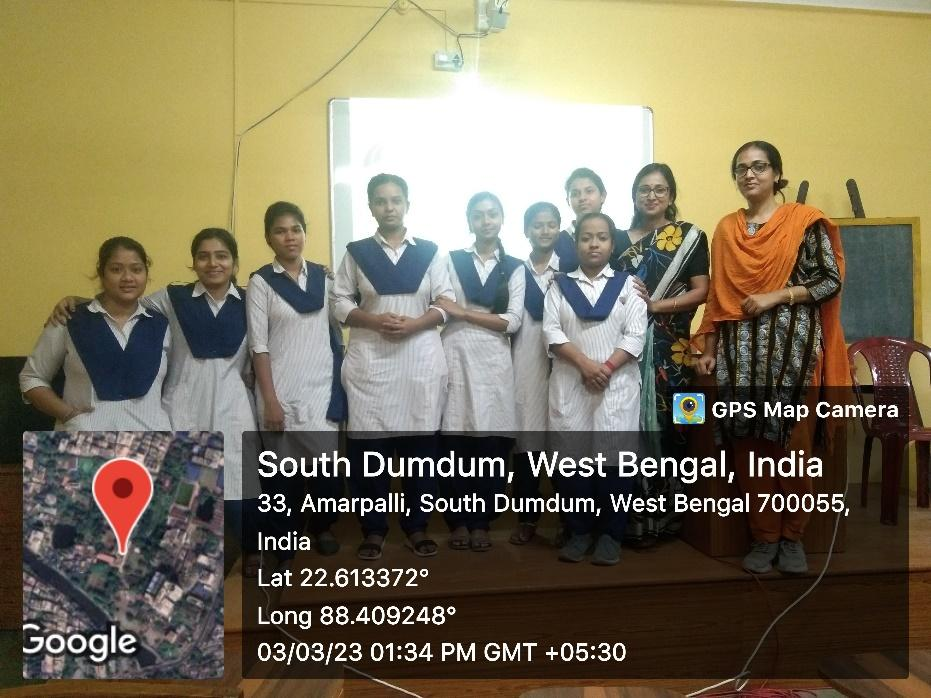 GPS Map Camera
South Dumdum, West Bengal, India
33, Amarpalli, South Dumdum, West Bengal 700055,
India
Lat 22.613372°
Long 88.409248°
03/03/23 01:34 PM GMT +05:30
Google